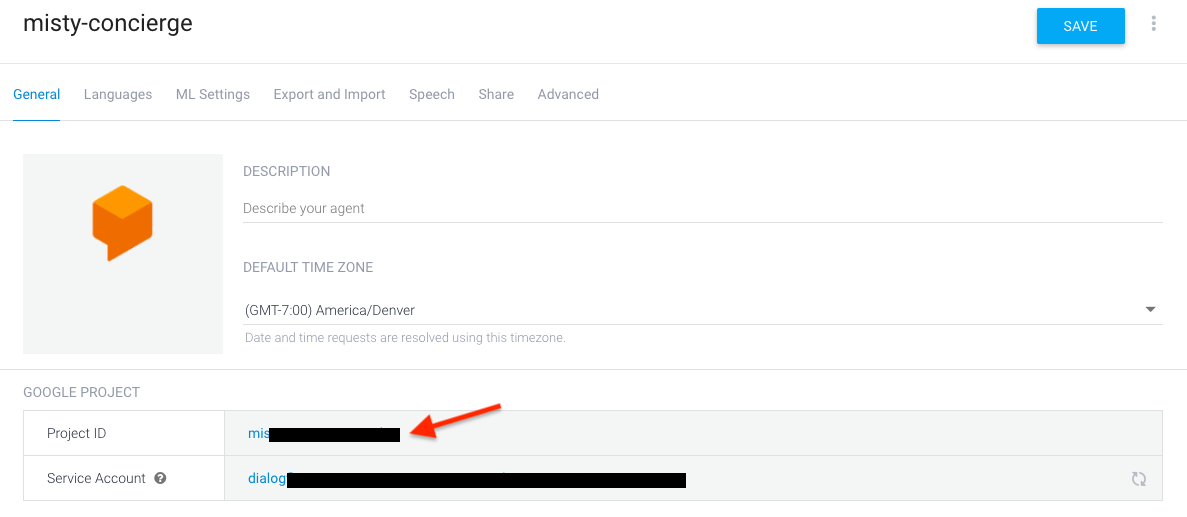 misty-concierge
SAVE
General Languages ML Settings Export and Import Speech Share Advanced
DESCRIPTION
Describe your agent
DEFAULT TIME ZONE
(GMT-7:00) America/Denver
Date and time requests are resolved using this timezone.
GOOGLE PROJECT
Project ID mis
Service Account dialog